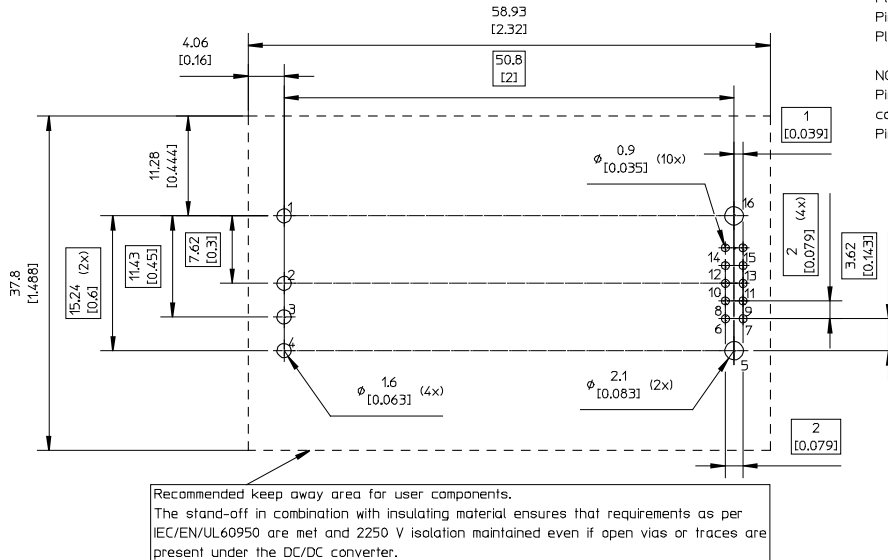 58.93
[2.32]
4.06
[0.16]
50.8
[2]
Pi
Pl
NO
Pi
co
Pi
1
[0.039]
11.28
[0.444]
ø 0.9
[0.035] (10x)
37.8
[1.488]
15.24 (2x)
[0.6]
11.43
[0.45]
7.62
[0.3]
2 (4x)
[0.079]
3.62
[0.143]
1
16
14 15
2
12 13
10 11
3
8 9
6 7
4
5
ø 1.6
[0.063] (4x)
ø 2.1
[0.083] (2x)
2
[0.079]
Recommended keep away area for user components.
The stand-off in combination with insulating material ensures that requirements as per
IEC/EN/UL60950 are met and 2250 V isolation maintained even if open vias or traces are
present under the DC/DC converter.